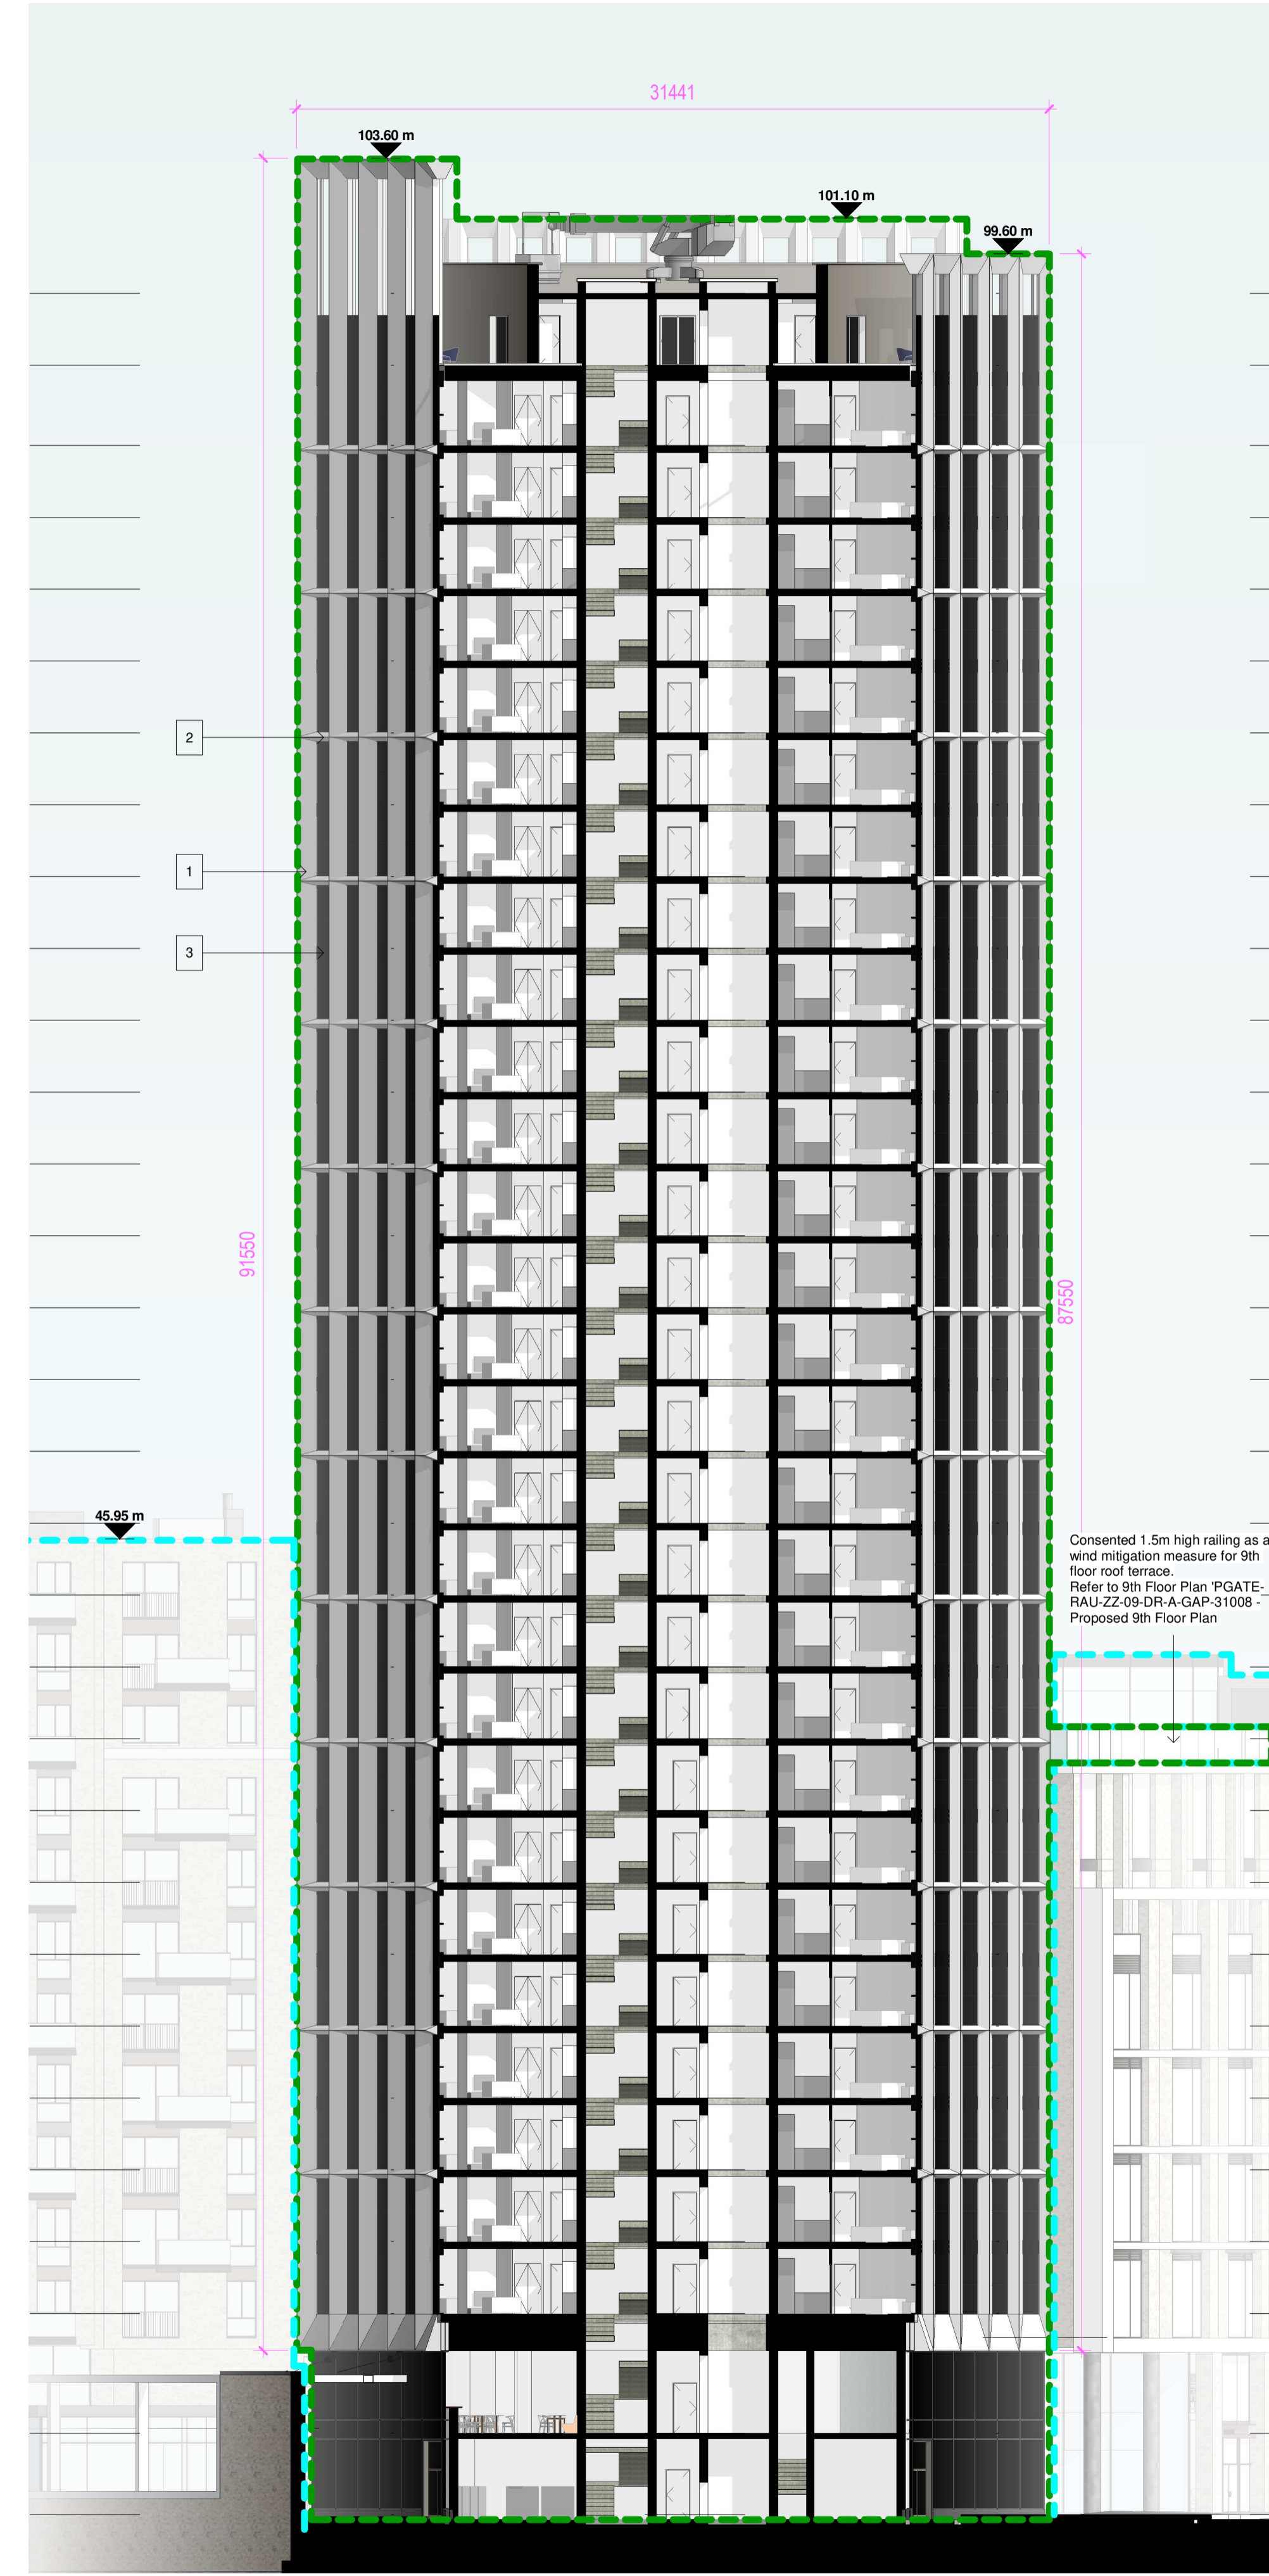 31441
103.60 m
101.10 m
99.60 m
2
1
3
91550
87550
45.95 m
Consented 1.5m high railing as a
wind mitigation measure for 9th
floor roof terrace.
Refer to 9th Floor Plan 'PGATE-
RAU-ZZ-09-DR-A-GAP-31008 -
Proposed 9th Floor Plan